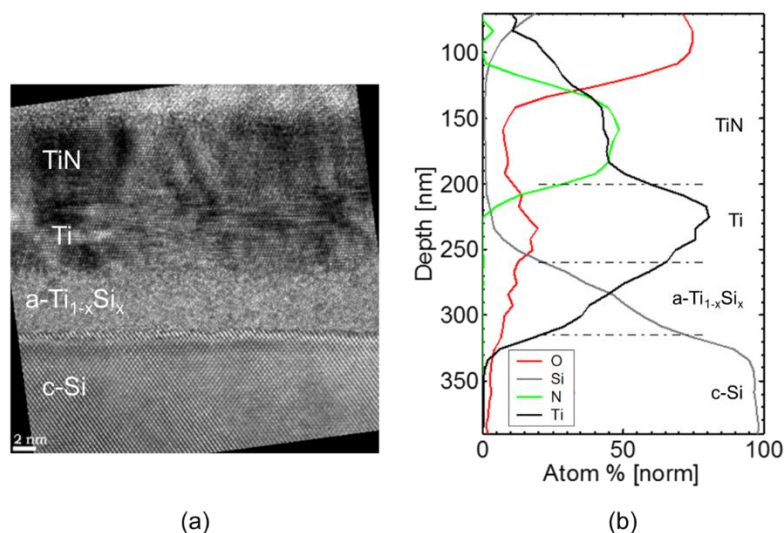 TiN
Ti
a-Ti1-xSix
c-Si
2 nm
(a)
Depth [nm]
100
150
200
250
300
350
TiN
Ti
a-Ti1-xSix
c-Si
O
Si
N
Ti
0 50 100
Atom % [norm]
(b)